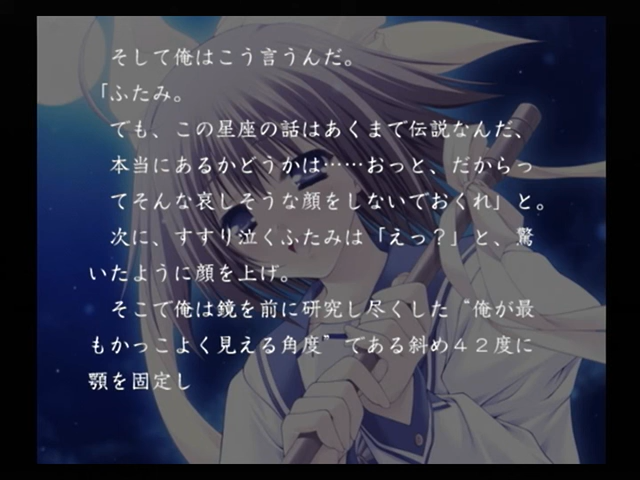 そして俺はこう言うんだ。
「ふたみ。
でも、この星座の話はあくまで伝説なんだ、
本当にあるかどうかは……おっと、だからっ
てそんな哀しそうな顔をしないでおくれ」と。
次に、すすり泣くふたみは「えっ？」と、驚
いたように顔を上げ。
そこで俺は鏡を前に研究し尽くした“俺が最
もかっこよく見える角度”である斜め４２度に
顎を固定し